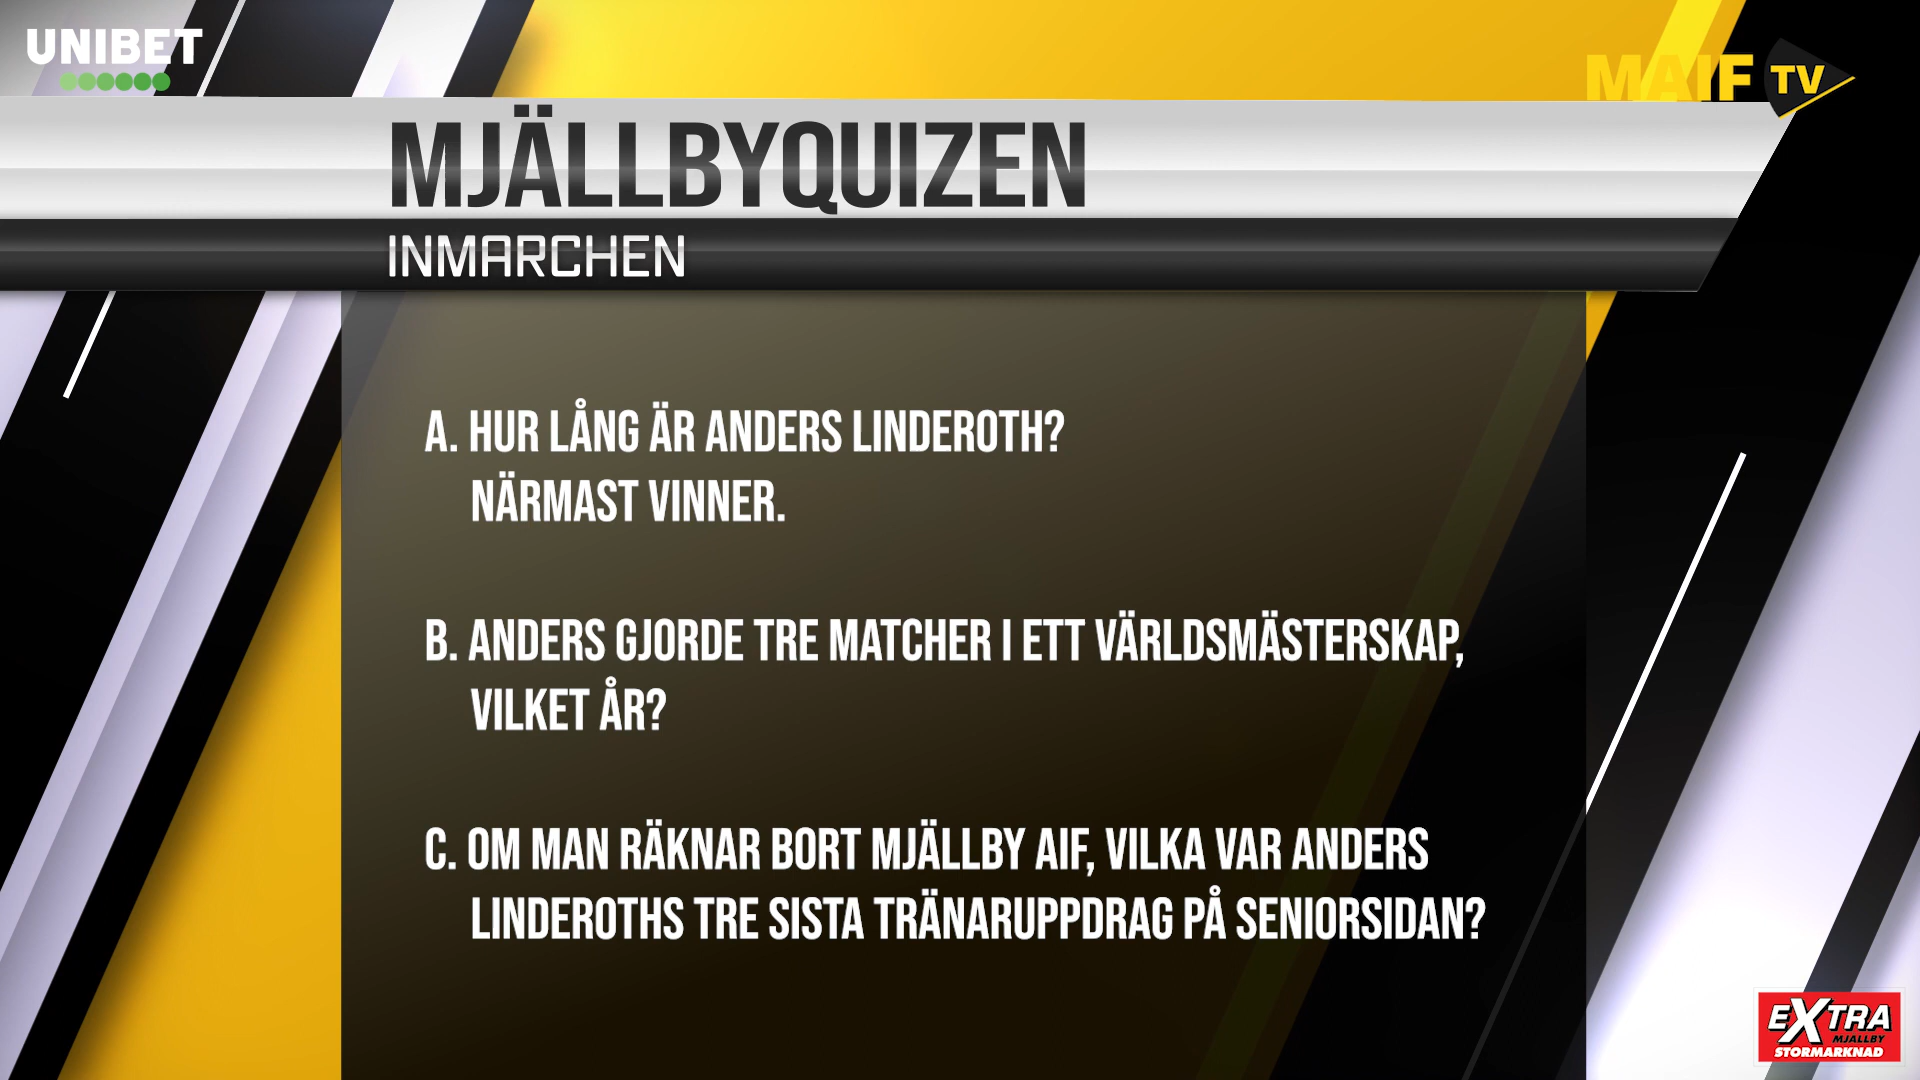 UNIBET
MAIF TV
MJÄLLBYQUIZEN
INMARCHEN
A. HUR LÅNG ÄR ANDERS LINDEROTH?
NÄRMAST VINNER.
B. ANDERS GJORDE TRE MATCHER I ETT VÄRLDSMÄSTERSKAP,
VILKET ÅR?
C. OM MAN RÄKNAR BORT MJÄLLBY AIF, VILKA VAR ANDERS
LINDEROTHS TRE SISTA TRÄNARUPPDRAG PÅ SENIORSIDAN?
EXTRA
MJÄLLBY
STORMARKNAD